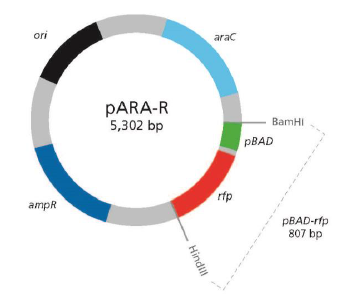 ori
araC
pARA-R
5,302 bp
BamHI
pBAD
rfp
ampR
pBAD-rfp
807 bp
HindIII